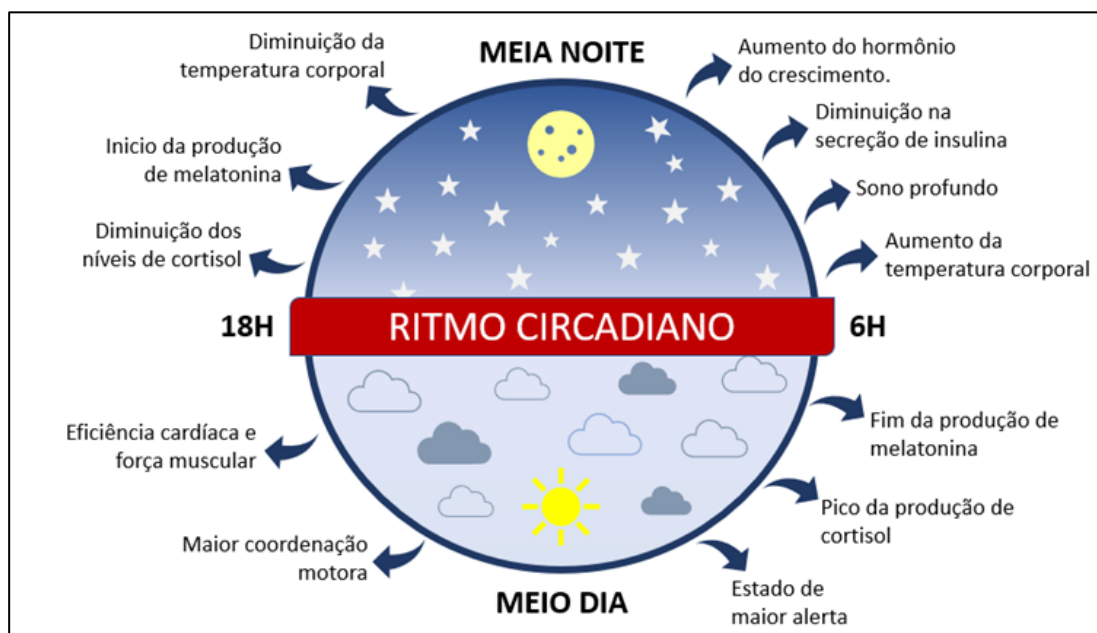 MEIA NOITE
Diminuição da
temperatura corporal
Inicio da produção
de melatonina
Diminuição dos
níveis de cortisol
Aumento do hormônio
do crescimento.
Diminuição na
secreção de insulina
Sono profundo
Aumento da
temperatura corporal
18H
RITMO CIRCADIANO
6H
Eficiência cardíaca e
força muscular
Maior coordenação
motora
Fim da produção de
melatonina
Pico da produção de
cortisol
Estado de
maior alerta
MEIO DIA